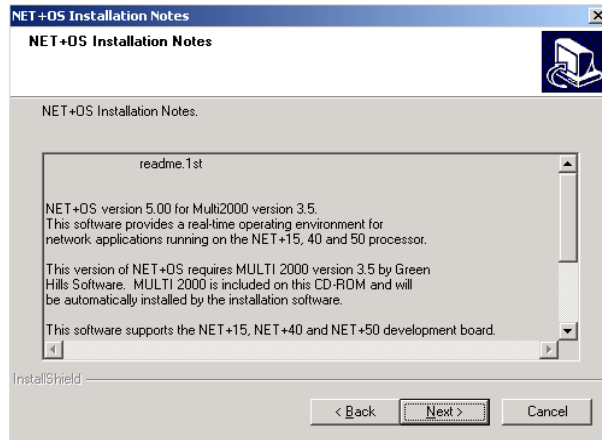 NET+OS Installation Notes
NET+OS Installation Notes
NET+OS Installation Notes.
readme.1st
NET+OS version 5.00 for Multi2000 version 3.5.
This software provides a real-time operating environment for
network applications running on the NET+15, 40 and 50 processor.
This version of NET+OS requires MULTI 2000 version 3.5 by Green
Hills Software. MULTI 2000 is included on this CD-ROM and will
be automatically installed by the installation software.
This software supports the NET+15, NET+40 and NET+50 development board.
InstallShield
< Back Next > Cancel